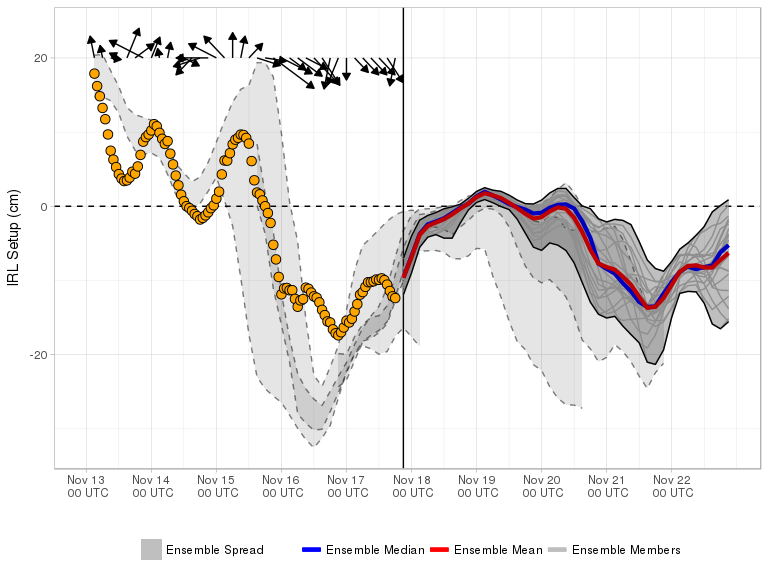 IRL Setup (cm)
20
0
-20
Nov 13 Nov 14 Nov 15 Nov 16 Nov 17 Nov 18 Nov 19 Nov 20 Nov 21 Nov 22
00 UTC 00 UTC 00 UTC 00 UTC 00 UTC 00 UTC 00 UTC 00 UTC 00 UTC 00 UTC
Ensemble Spread Ensemble Median Ensemble Mean Ensemble Members